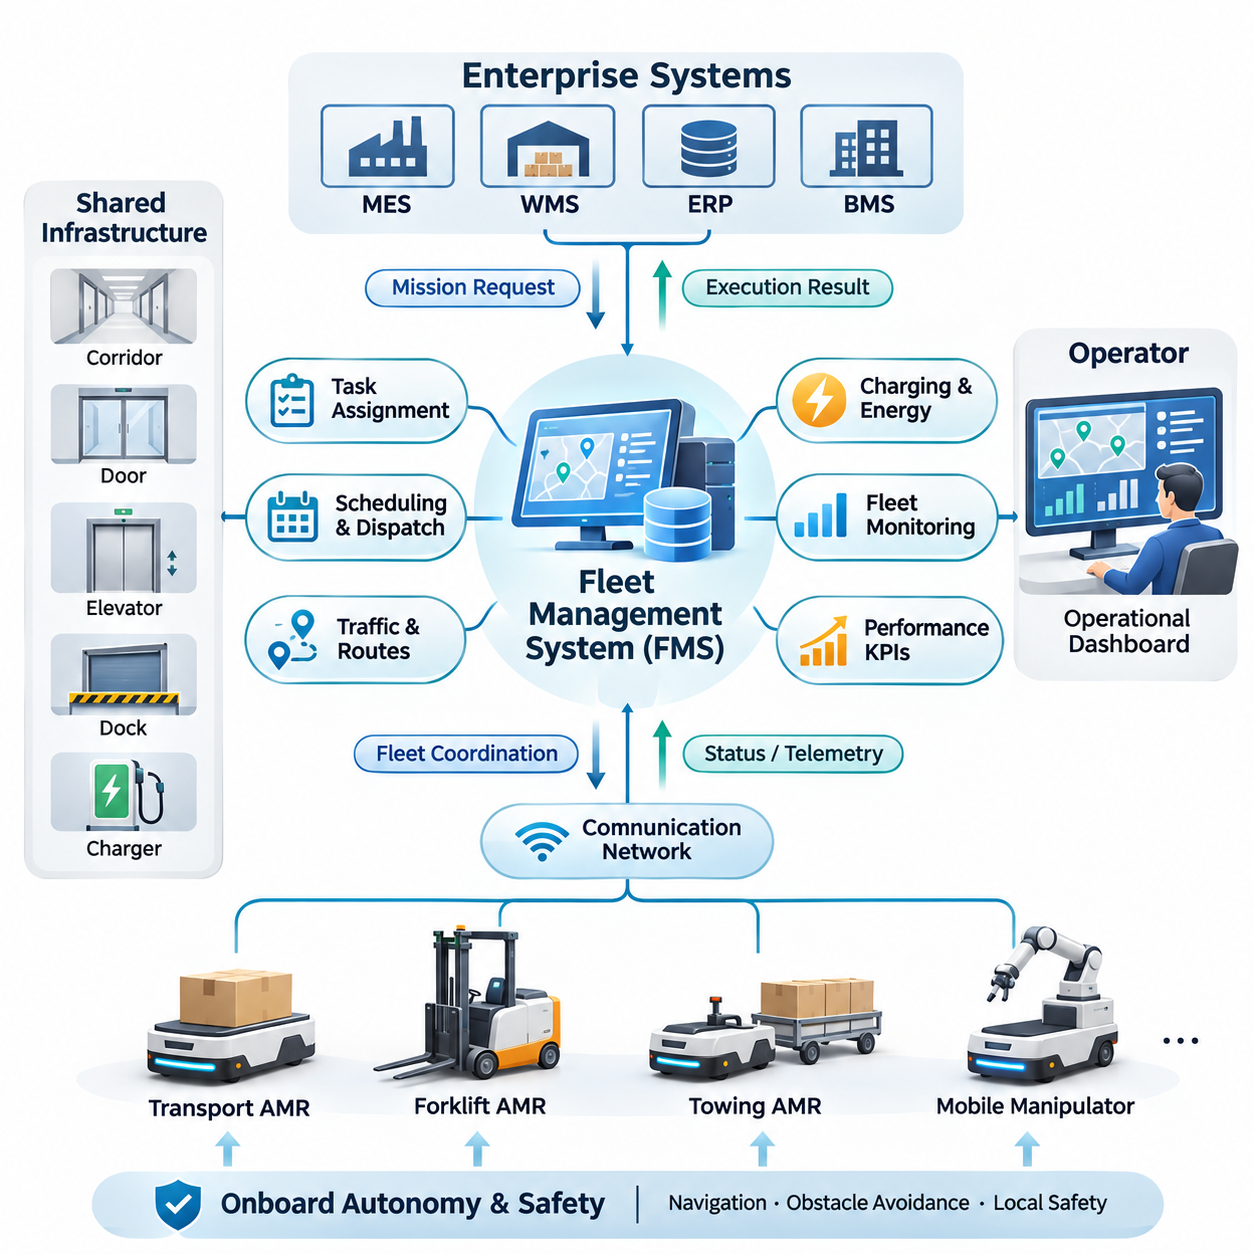 Enterprise Systems
MES
WMS
ERP
BMS
Shared
Infrastructure
Corridor
Door
Elevator
Dock
Charger
Mission Request
Execution Result
Task
Assignment
Scheduling
& Dispatch
Traffic &
Routes
Fleet
Management
System (FMS)
Charging &
Energy
Fleet
Monitoring
Performance
KPIs
Operator
Operational
Dashboard
Fleet Coordination
Status / Telemetry
Communication
Network
Transport AMR
Forklift AMR
Towing AMR
Mobile Manipulator
...
Onboard Autonomy & Safety
Navigation · Obstacle Avoidance · Local Safety